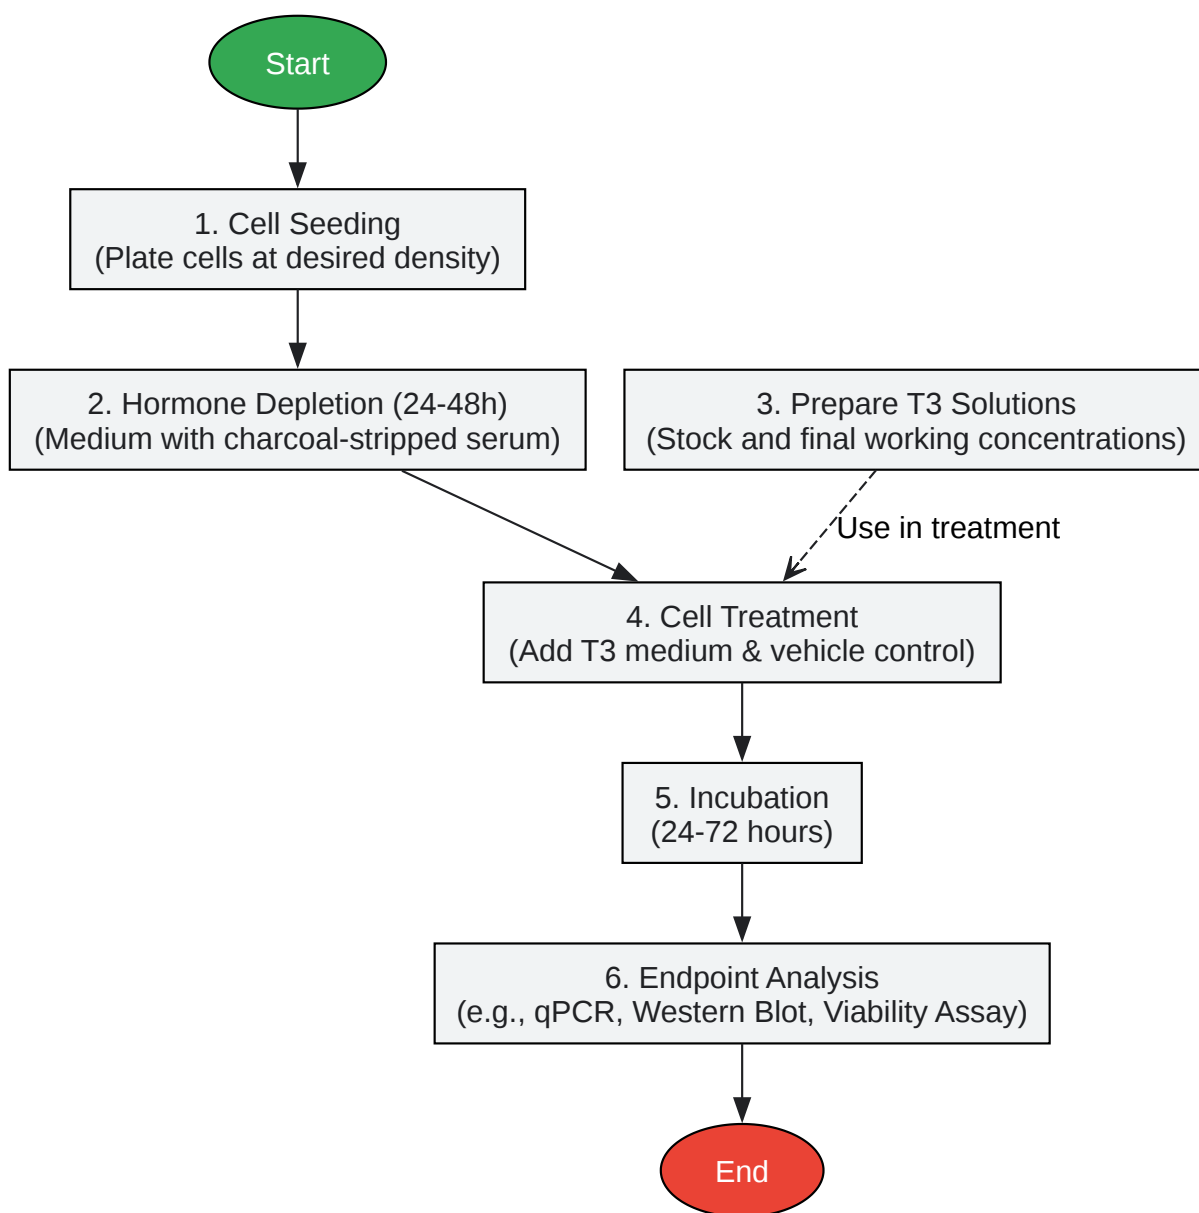 Start
1. Cell Seeding
(Plate cells at desired density)
2. Hormone Depletion (24-48h)
(Medium with charcoal-stripped serum)
3. Prepare T3 Solutions
(Stock and final working concentrations)
Use in treatment
4. Cell Treatment
(Add T3 medium & vehicle control)
5. Incubation
(24-72 hours)
6. Endpoint Analysis
(e.g., qPCR, Western Blot, Viability Assay)
End